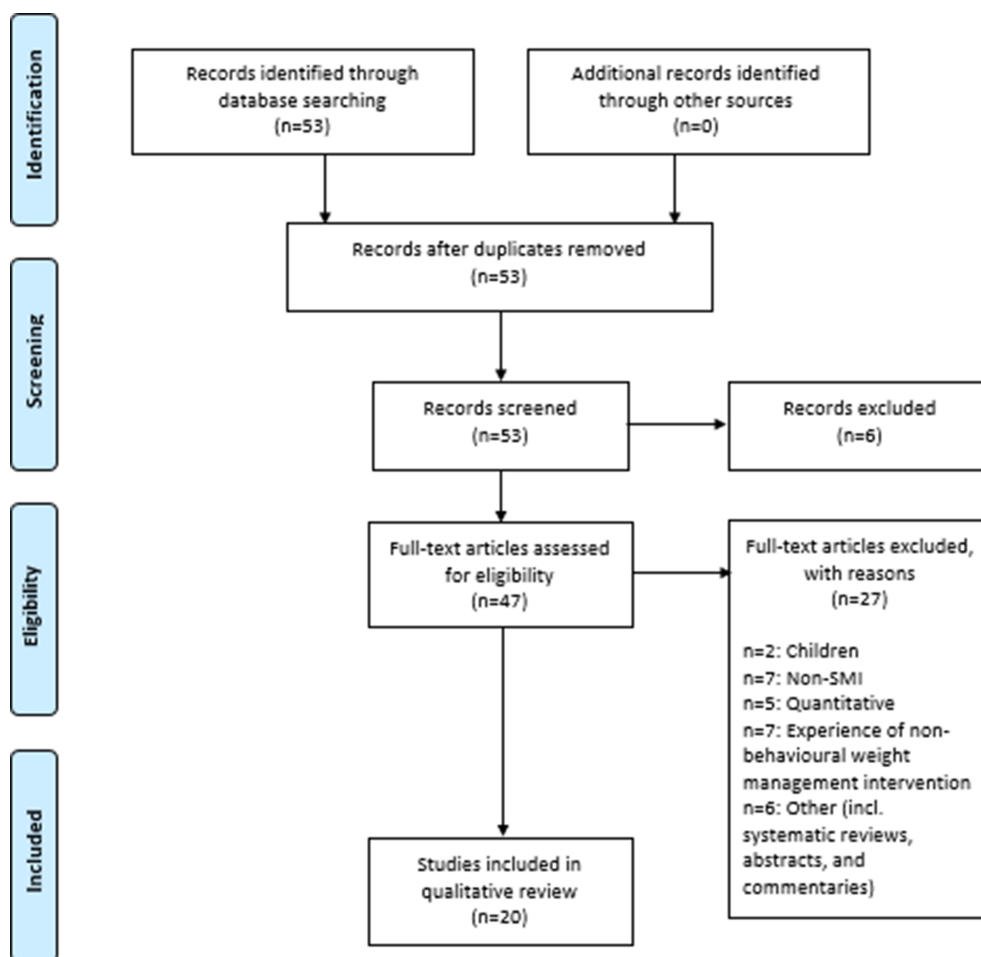 Identification
Records identified through
database searching
(n=53)
Additional records identified
through other sources
(n=0)
Records after duplicates removed
(n=53)
Screening
Records screened
(n=53)
Records excluded
(n=6)
Eligibility
Full-text articles assessed
for eligibility
(n=47)
Full-text articles excluded,
with reasons
(n=27)
n=2: Children
n=7: Non-SMI
n=5: Quantitative
n=7: Experience of non-
behavioural weight
management intervention
n=6: Other (incl.
systematic reviews,
abstracts, and
commentaries)
Included
Studies included in
qualitative review
(n=20)